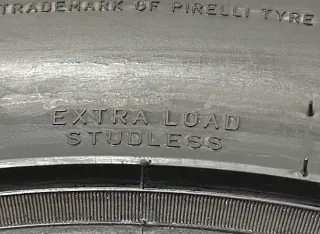 TRADEMARK OF PIRELLI TYRE
EXTRA LOAD
STUDLESS